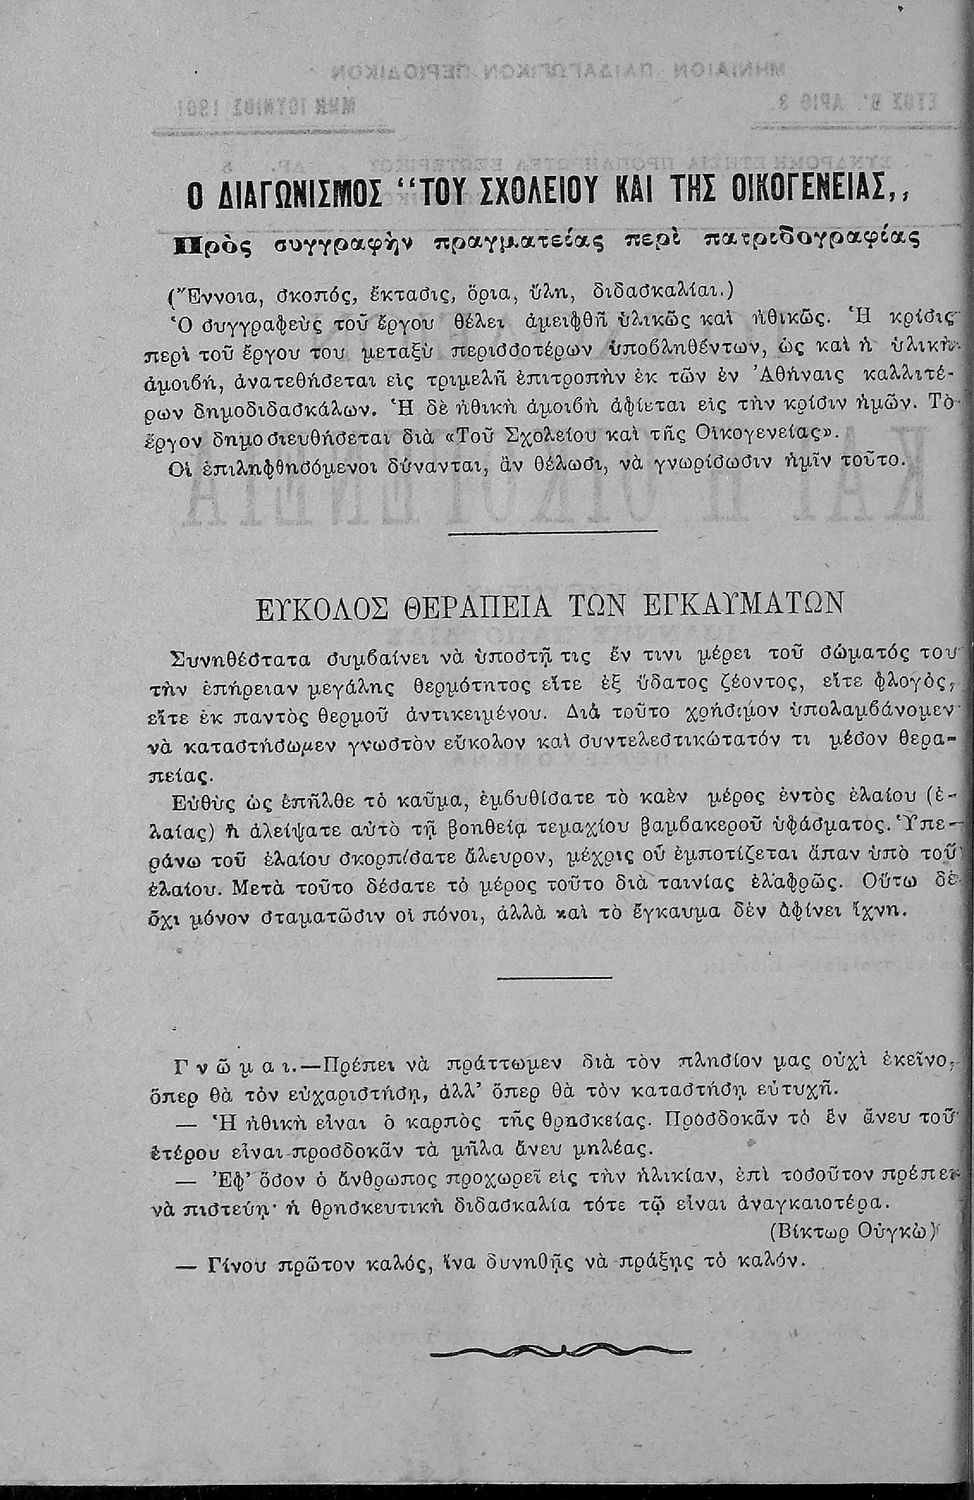 Ο ΔΙΑΓΩΝΙΣΜΟΣ “ΤΟΥ ΣΧΟΛΕΙΟΥ ΚΑΙ ΤΗΣ ΟΙΚΟΓΕΝΕΙΑΣ,,
Πρὸς συγγραφὴν πραγματείας περὶ πατριδογραφίας
(Ἔννοια, σκοπός, ἔκτασις, ὅρια, ὕλη, διδασκαλίαι.)
Ὁ συγγραφεὺς τοῦ ἔργου θέλει ἀμειφθῆ ὑλικῶς καὶ ἠθικῶς. Ἡ κρίσις
περὶ τοῦ ἔργου του μεταξὺ περισσοτέρων ὑποβληθέντων, ὡς καὶ ἡ ὑλικὴ
ἀμοιβή, ἀνατεθήσεται εἰς τριμελῆ ἐπιτροπὴν ἐκ τῶν ἐν Ἀθήναις καλλιτέ-
ρων δημοδιδασκάλων. Ἡ δὲ ἠθικὴ ἀμοιβὴ ἀφίεται εἰς τὴν κρίσιν ἡμῶν. Τὸ
ἔργον δημοσιευθήσεται διὰ «Τοῦ Σχολείου καὶ τῆς Οἰκογενείας».
Οἱ ἐπιληφθησόμενοι δύνανται, ἂν θέλωσι, νὰ γνωρίσωσιν ἡμῖν τοῦτο.
ΕΥΚΟΛΟΣ ΘΕΡΑΠΕΙΑ ΤΩΝ ΕΓΚΑΥΜΑΤΩΝ
Συνηθέστατα συμβαίνει νὰ ὑποστῇ τις ἔν τινι μέρει τοῦ σώματός του
τὴν ἐπήρειαν μεγάλης θερμότητος εἴτε ἐξ ὕδατος ζέοντος, εἴτε φλογός,
εἴτε ἐκ παντὸς θερμοῦ ἀντικειμένου. Διὰ τοῦτο χρήσιμον ὑπολαμβάνομεν
νὰ καταστήσωμεν γνωστὸν εὔκολον καὶ συντελεστικώτατόν τι μέσον θερα-
πείας.
Εὐθὺς ὡς ἐπῆλθε τὸ καῦμα, ἐμβυθίσατε τὸ καὲν μέρος ἐντὸς ἐλαίου (ἐ-
λαίας) ἢ ἀλείψατε αὐτὸ τῇ βοηθείᾳ τεμαχίου βαμβακεροῦ ὑφάσματος. Ὑπε-
ράνω τοῦ ἐλαίου σκορπίσατε ἄλευρον, μέχρις οὗ ἐμποτίζεται ἅπαν ὑπὸ τοῦ
ἐλαίου. Μετὰ τοῦτο δέσατε τὸ μέρος τοῦτο διὰ ταινίας ἐλαφρῶς. Οὕτω δὲ
ὄχι μόνον σταματῶσιν οἱ πόνοι, ἀλλὰ καὶ τὸ ἔγκαυμα δὲν ἀφίνει ἴχνη.
Γνῶμαι.—Πρέπει νὰ πράττωμεν διὰ τὸν πλησίον μας οὐχὶ ἐκεῖνο,
ὅπερ θὰ τὸν εὐχαριστήσῃ, ἀλλ’ ὅπερ θὰ τὸν καταστήσῃ εὐτυχῆ.
— Ἡ ἠθικὴ εἶναι ὁ καρπὸς τῆς θρησκείας. Προσδοκᾶν τὸ ἓν ἄνευ τοῦ
ἑτέρου εἶναι προσδοκᾶν τὰ μῆλα ἄνευ μηλέας.
— Ἐφ’ ὅσον ὁ ἄνθρωπος προχωρεῖ εἰς τὴν ἡλικίαν, ἐπὶ τοσοῦτον πρέπει
νὰ πιστεύῃ· ἡ θρησκευτικὴ διδασκαλία τότε τῷ εἶναι ἀναγκαιοτέρα.
(Βίκτωρ Οὑγκὼ)
— Γίνου πρῶτον καλός, ἵνα δυνηθῇς νὰ πράξῃς τὸ καλόν.